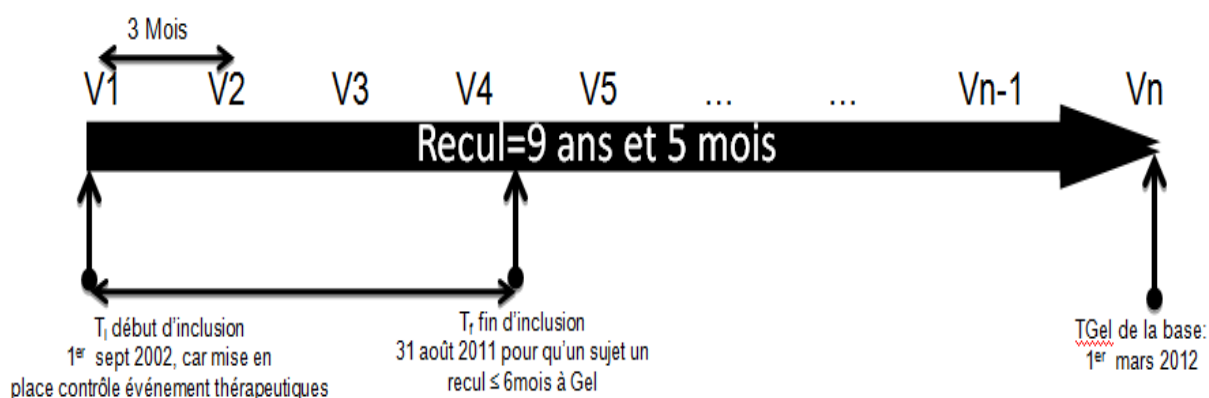 3 Mois
V1 V2 V3 V4 V5 ... ... Vn-1 Vn
Recul=9 ans et 5 mois
Tl début d'inclusion
1er sept 2002, car mise en
place contrôle événement thérapeutiques
Tf fin d'inclusion
31 août 2011 pour qu'un sujet un
recul ≤ 6mois à Gel
TGel de la base:
1er mars 2012